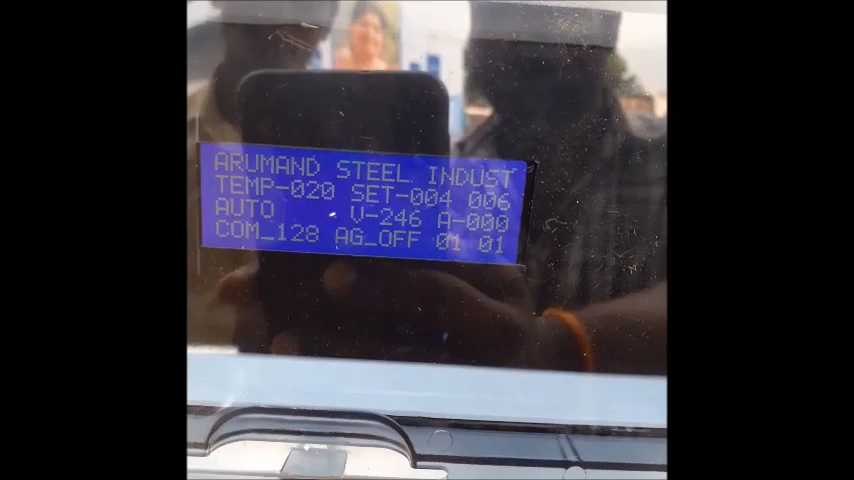 ARUMAND STEEL INDUST
TEMP-020 SET-004 006
AUTO V-246 A-000
COM_128 AG_OFF 01 01